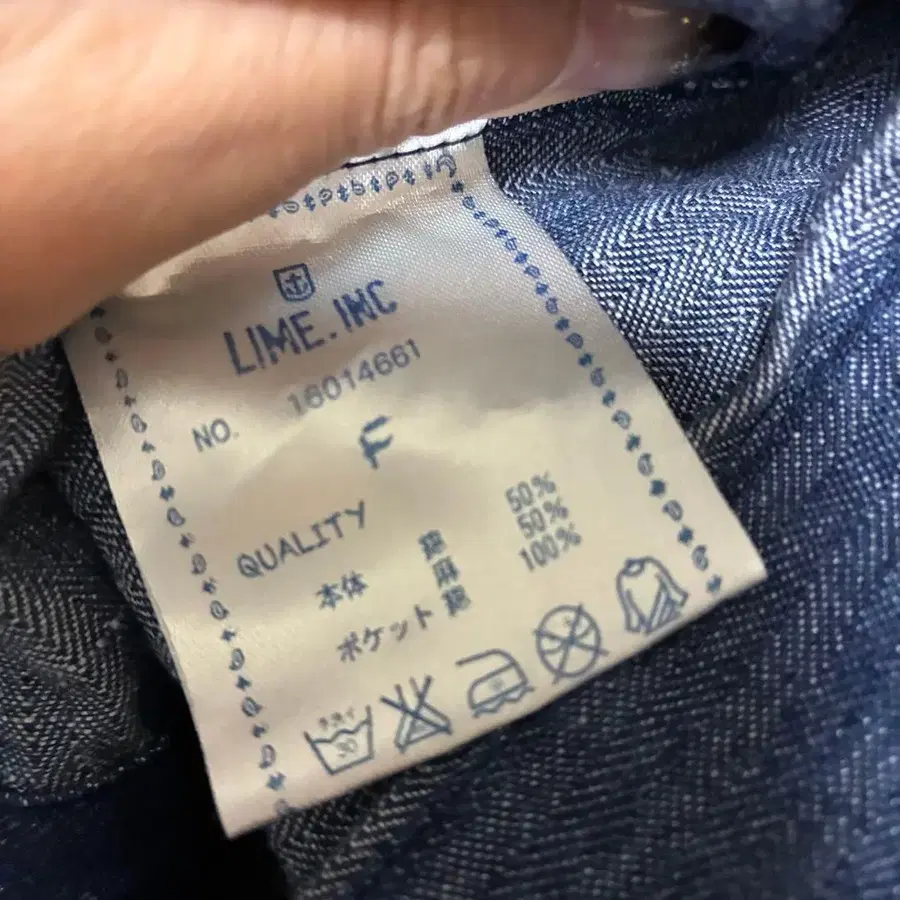 LIME.INC
NO. 16014661
F
QUALITY
本体 綿 50%
麻 50%
ポケット 綿 100%
30